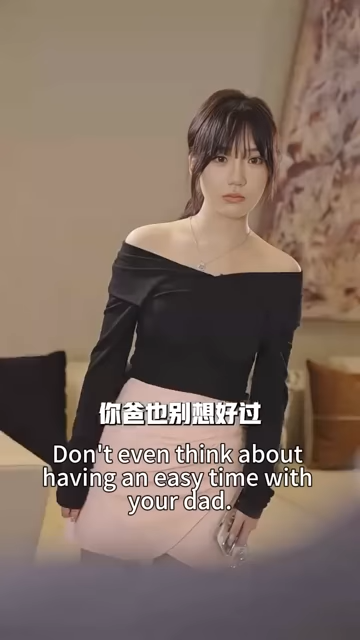 你爸也别想好过
Don't even think about
having an easy time with
your dad.